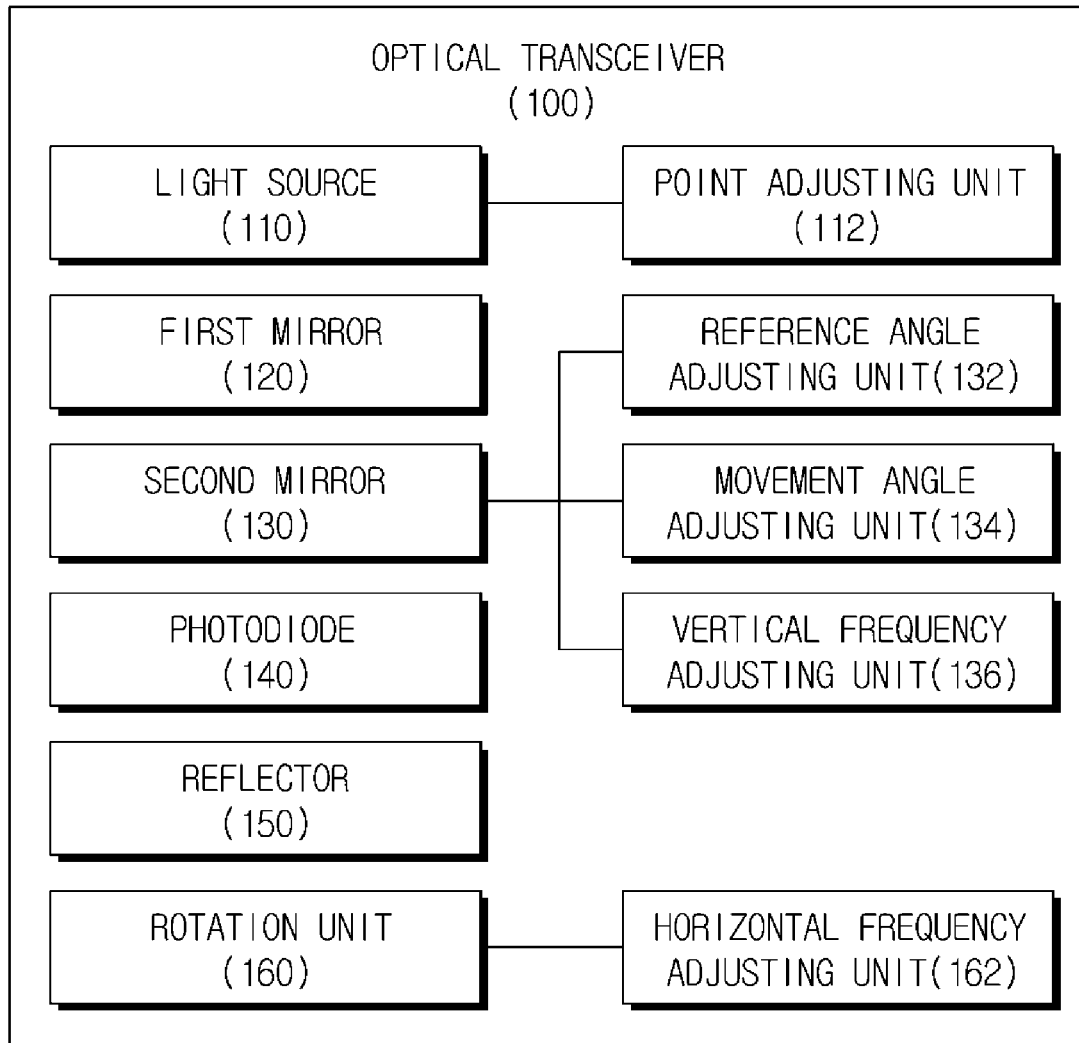 OPTICAL TRANSCEIVER
(100)
LIGHT SOURCE
(110)
POINT ADJUSTING UNIT
(112)
FIRST MIRROR
(120)
REFERENCE ANGLE
ADJUSTING UNIT(132)
SECOND MIRROR
(130)
MOVEMENT ANGLE
ADJUSTING UNIT(134)
PHOTODIODE
(140)
VERTICAL FREQUENCY
ADJUSTING UNIT(136)
REFLECTOR
(150)
ROTATION UNIT
(160)
HORIZONTAL FREQUENCY
ADJUSTING UNIT(162)